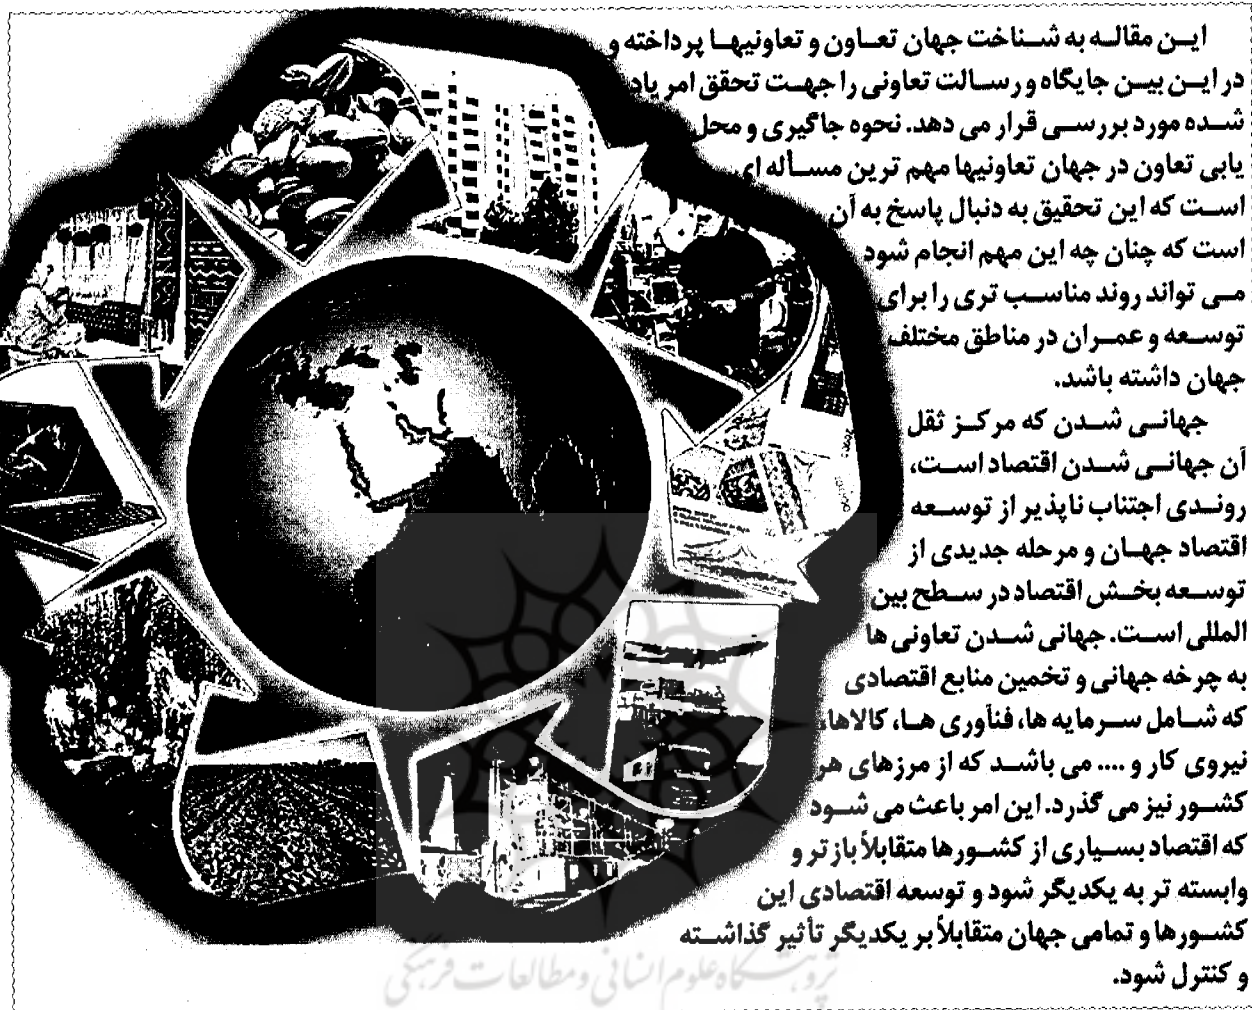 این مقاله به شناخت جهان تعاون و تعاونیها پرداخته و
در این بین جایگاه و رسالت تعاونی را جهت تحقق امر یاد
شده مورد بررسی قرار می دهد. نحوه جاگیری و محل
یابی تعاون در جهان تعاونیها مهم ترین مسأله ای
است که این تحقیق به دنبال پاسخ به آن
است که چنان چه این مهم انجام شود
می تواند روند مناسب تری را برای
توسعه و عمران در مناطق مختلف
جهان داشته باشد.
جهانی شدن که مرکز ثقل
آن جهانی شدن اقتصاد است،
روندی اجتناب ناپذیر از توسعه
اقتصاد جهان و مرحله جدیدی از
توسعه بخش اقتصاد در سطح بین
المللی است. جهانی شدن تعاونی ها
به چرخه جهانی و تخمین منابع اقتصادی
که شامل سرمایه ها، فنآوری ها، کالاها،
نیروی کار و .... می باشد که از مرزهای هر
کشور نیز می گذرد. این امر باعث می شود
که اقتصاد بسیاری از کشورها متقابلاً بازتر و
وابسته تر به یکدیگر شود و توسعه اقتصادی این
کشورها و تمامی جهان متقابلاً بر یکدیگر تأثیر گذاشته
و کنترل شود.
پژوهشگاه علوم انسانی و مطالعات فرهنگی